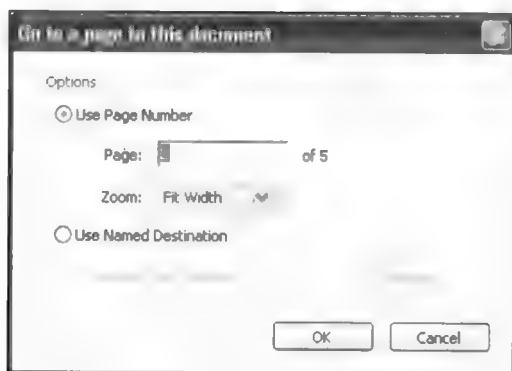 Go to a page in this document
Options
Use Page Number
Page: of 5
Zoom: Fit Width
Use Named Destination
OK Cancel